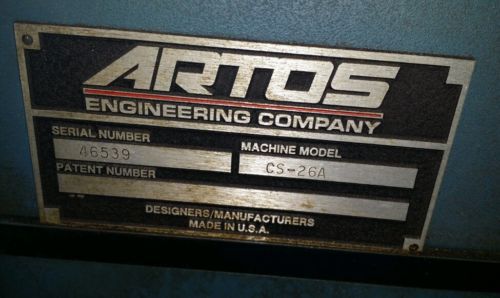 ARTOS
ENGINEERING COMPANY
SERIAL NUMBER
46539
MACHINE MODEL
CS-26A
PATENT NUMBER
DESIGNERS/MANUFACTURERS
MADE IN U.S.A.